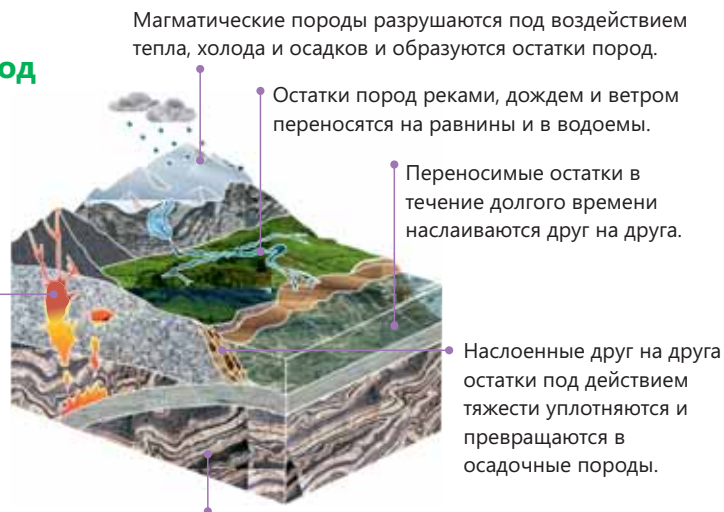 Магматические породы разрушаются под воздействием
тепла, холода и осадков и образуются остатки пород.
од
Остатки пород реками, дождем и ветром
переносятся на равнины и в водоемы.
Переносимые остатки в
течение долгого времени
наслаиваются друг на друга.
Наслоенные друг на друга
остатки под действием
тяжести уплотняются и
превращаются в
осадочные породы.